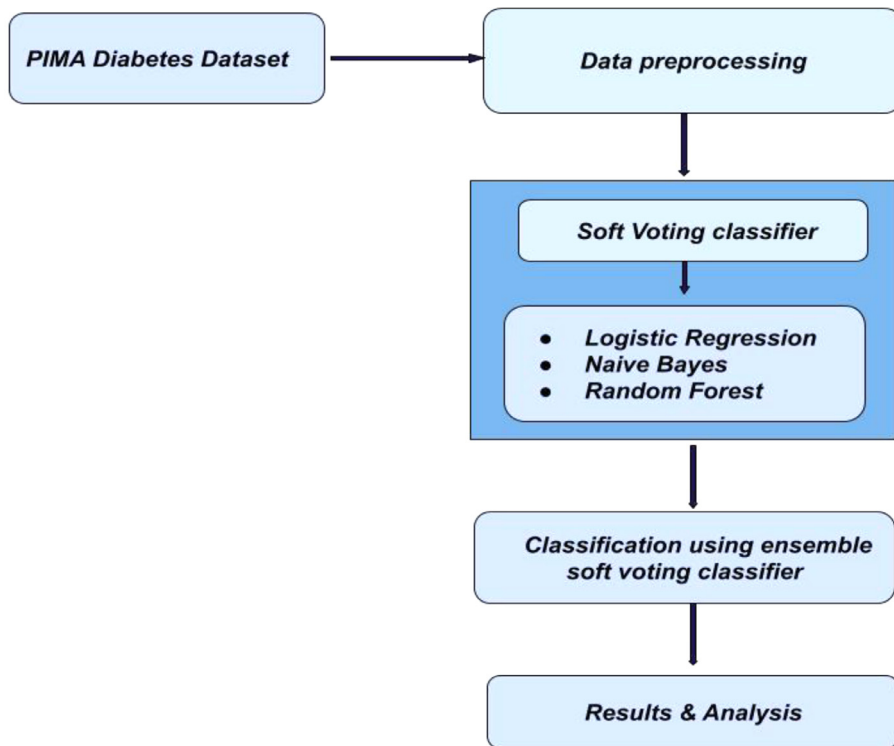 PIMA Diabetes Dataset
Data preprocessing
Soft Voting classifier
● Logistic Regression
● Naive Bayes
● Random Forest
Classification using ensemble
soft voting classifier
Results & Analysis